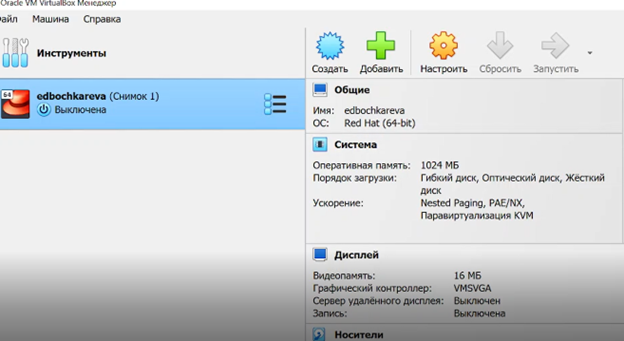 Oracle VM VirtualBox Менеджер
Файл Машина Справка
Инструменты
Создать Добавить Настроить Сбросить Запустить
64 edbochkareva (Снимок 1)
Выключена
Общие
Имя: edbochkareva
ОС: Red Hat (64-bit)
Система
Оперативная память: 1024 МБ
Порядок загрузки: Гибкий диск, Оптический диск, Жёсткий
диск
Ускорение: Nested Paging, PAE/NX,
Паравиртуализация KVM
Дисплей
Видеопамять: 16 МБ
Графический контроллер: VMSVGA
Сервер удалённого дисплея: Выключен
Запись: Выключена
Носители